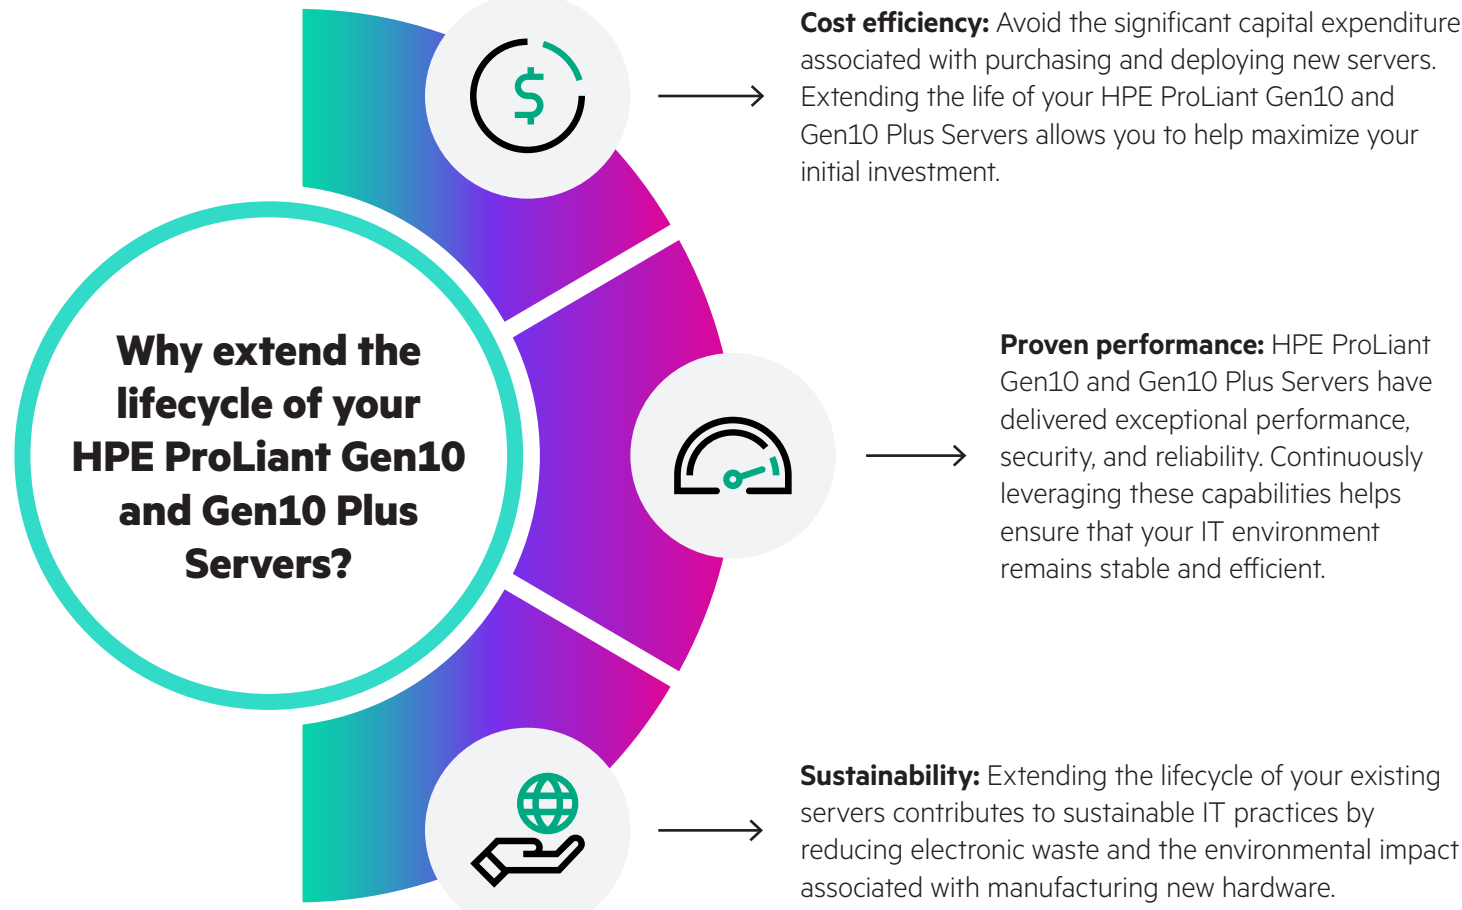 Why extend the
lifecycle of your
HPE ProLiant Gen10
and Gen10 Plus
Servers?
Cost efficiency: Avoid the significant capital expenditure
associated with purchasing and deploying new servers.
Extending the life of your HPE ProLiant Gen10 and
Gen10 Plus Servers allows you to help maximize your
initial investment.
Proven performance: HPE ProLiant
Gen10 and Gen10 Plus Servers have
delivered exceptional performance,
security, and reliability. Continuously
leveraging these capabilities helps
ensure that your IT environment
remains stable and efficient.
Sustainability: Extending the lifecycle of your existing
servers contributes to sustainable IT practices by
reducing electronic waste and the environmental impact
associated with manufacturing new hardware.